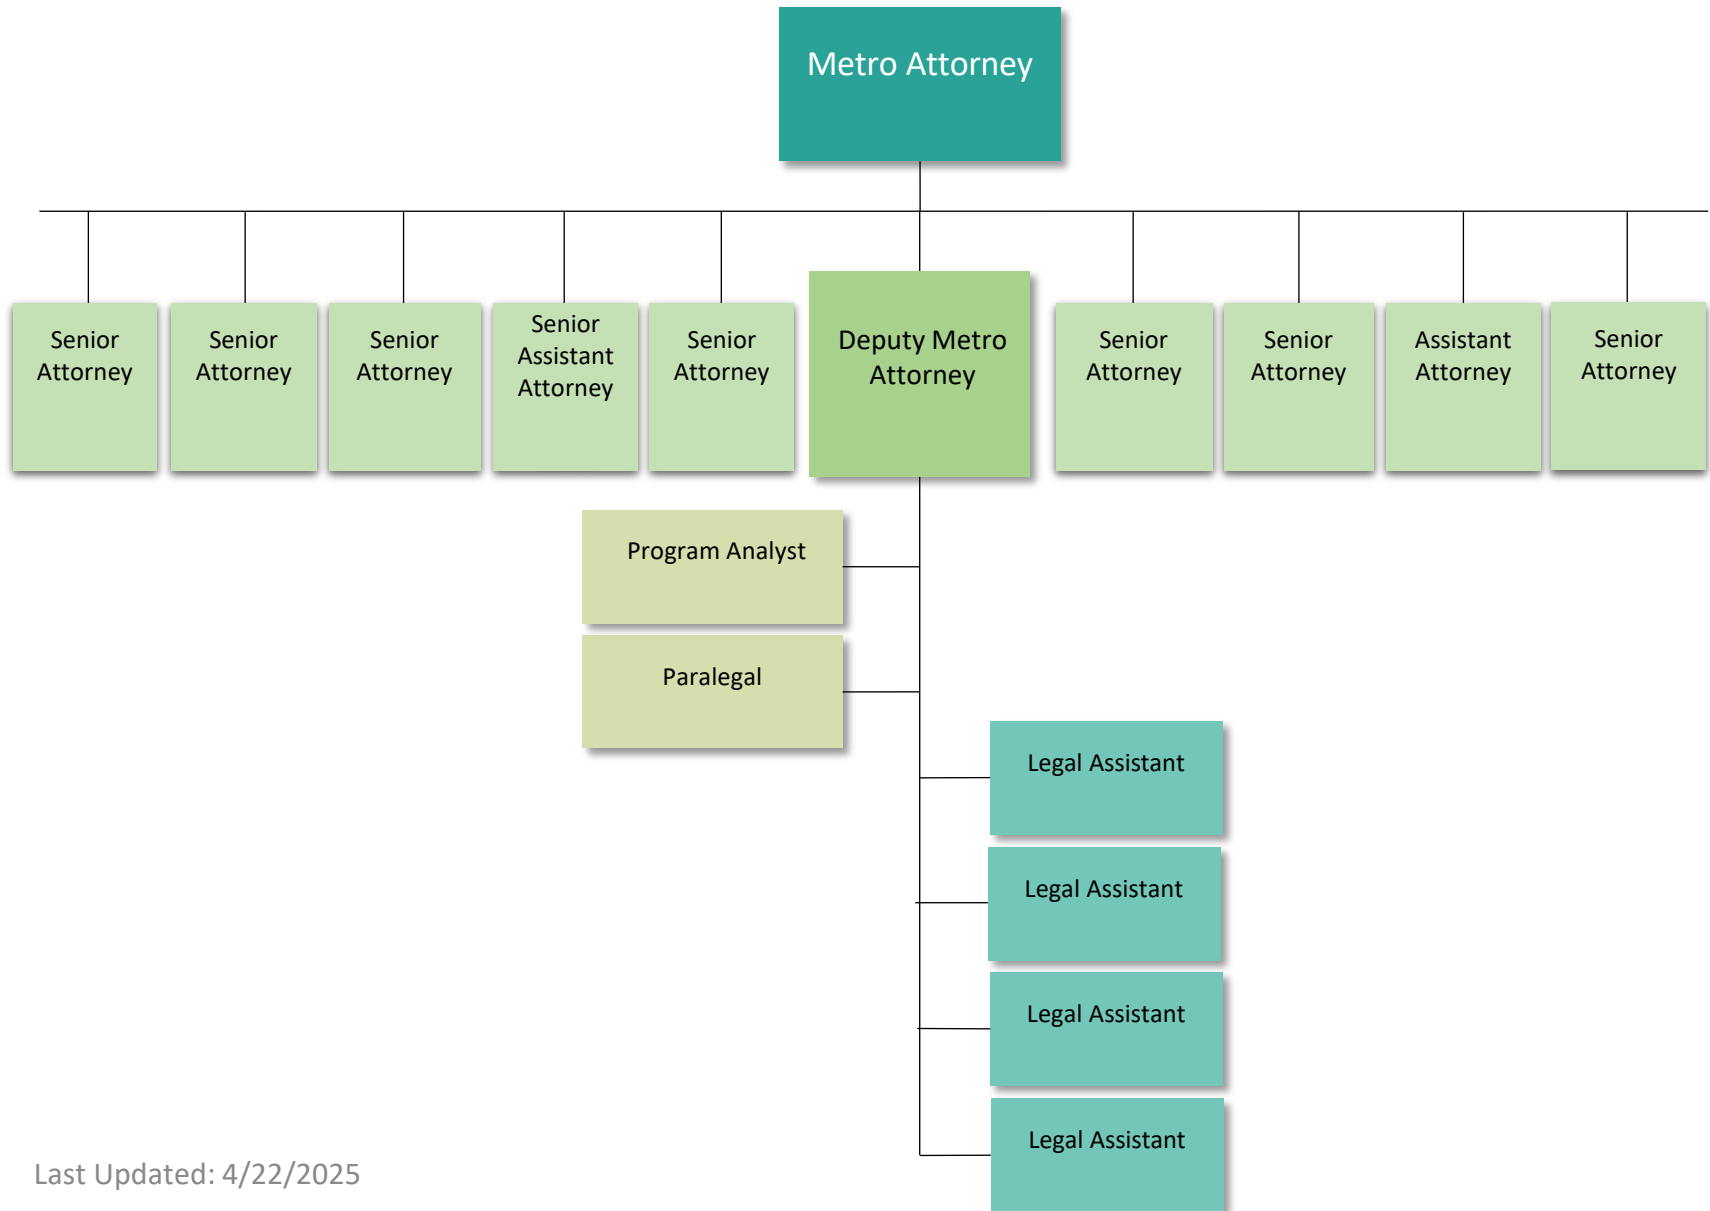 Metro Attorney
Senior
Attorney
Senior
Attorney
Senior
Attorney
Senior
Assistant
Attorney
Senior
Attorney
Deputy Metro
Attorney
Senior
Attorney
Senior
Attorney
Assistant
Attorney
Senior
Attorney
Program Analyst
Paralegal
Legal Assistant
Legal Assistant
Legal Assistant
Legal Assistant
Last Updated: 4/22/2025